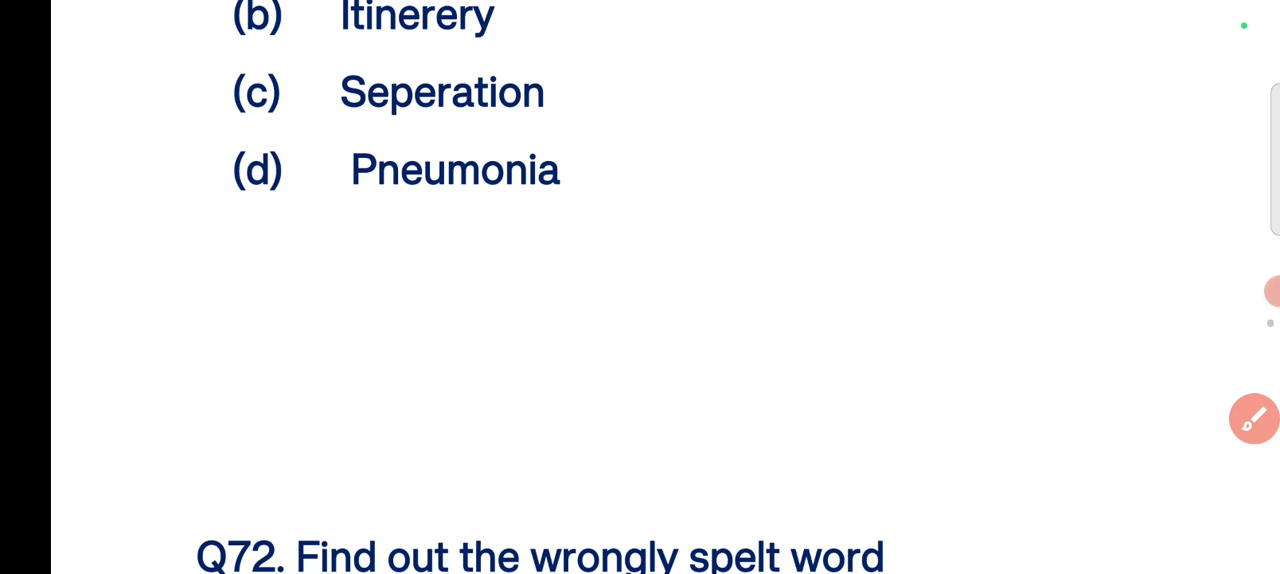 (b) Itinerery
(c) Seperation
(d) Pneumonia
Q72. Find out the wrongly spelt word